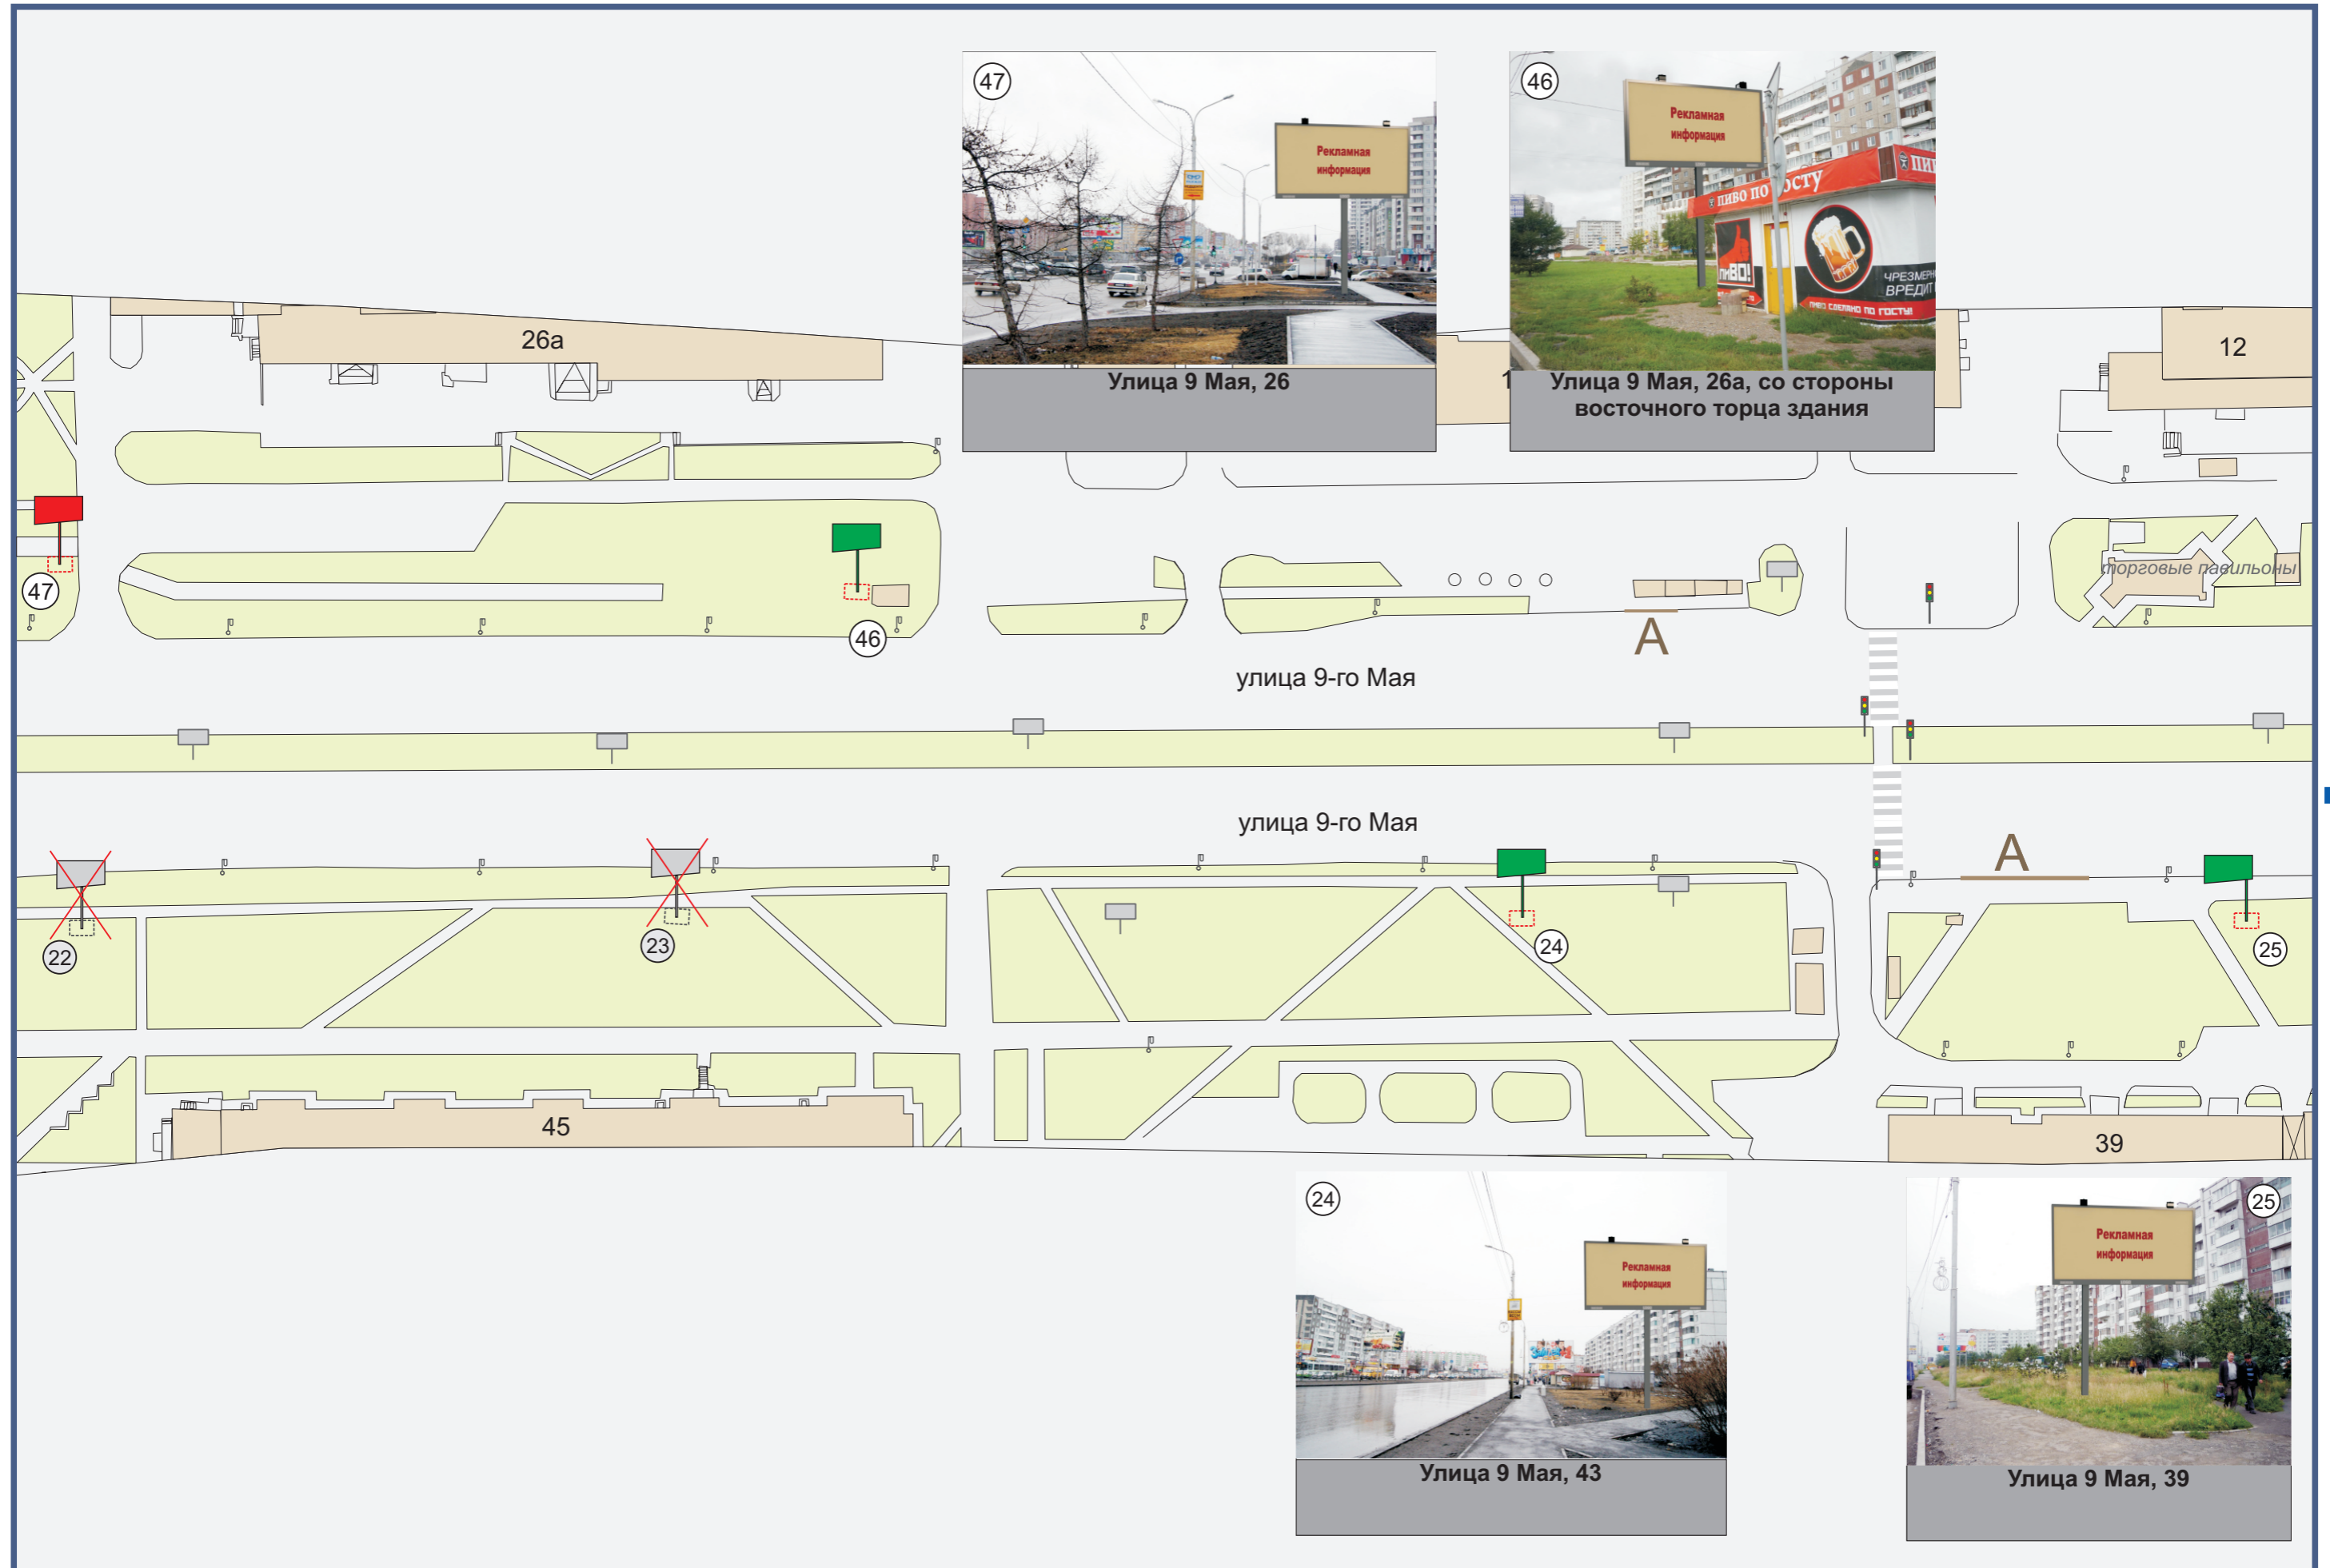 47
Рекламная
информация
Улица 9 Мая, 26
46
Рекламная
информация
ПИВО ПО ГОСТУ
ПИ
ПИВО!
ЧРЕЗМЕРН
ВРЕДИТ
ПИВО СДЕЛАНО ПО ГОСТУ!
Улица 9 Мая, 26а, со стороны
восточного торца здания
26а
1
12
47
46
торговые павильоны
А
улица 9-го Мая
улица 9-го Мая
А
22
23
24
25
45
39
24
Рекламная
информация
Улица 9 Мая, 43
25
Рекламная
информация
Улица 9 Мая, 39